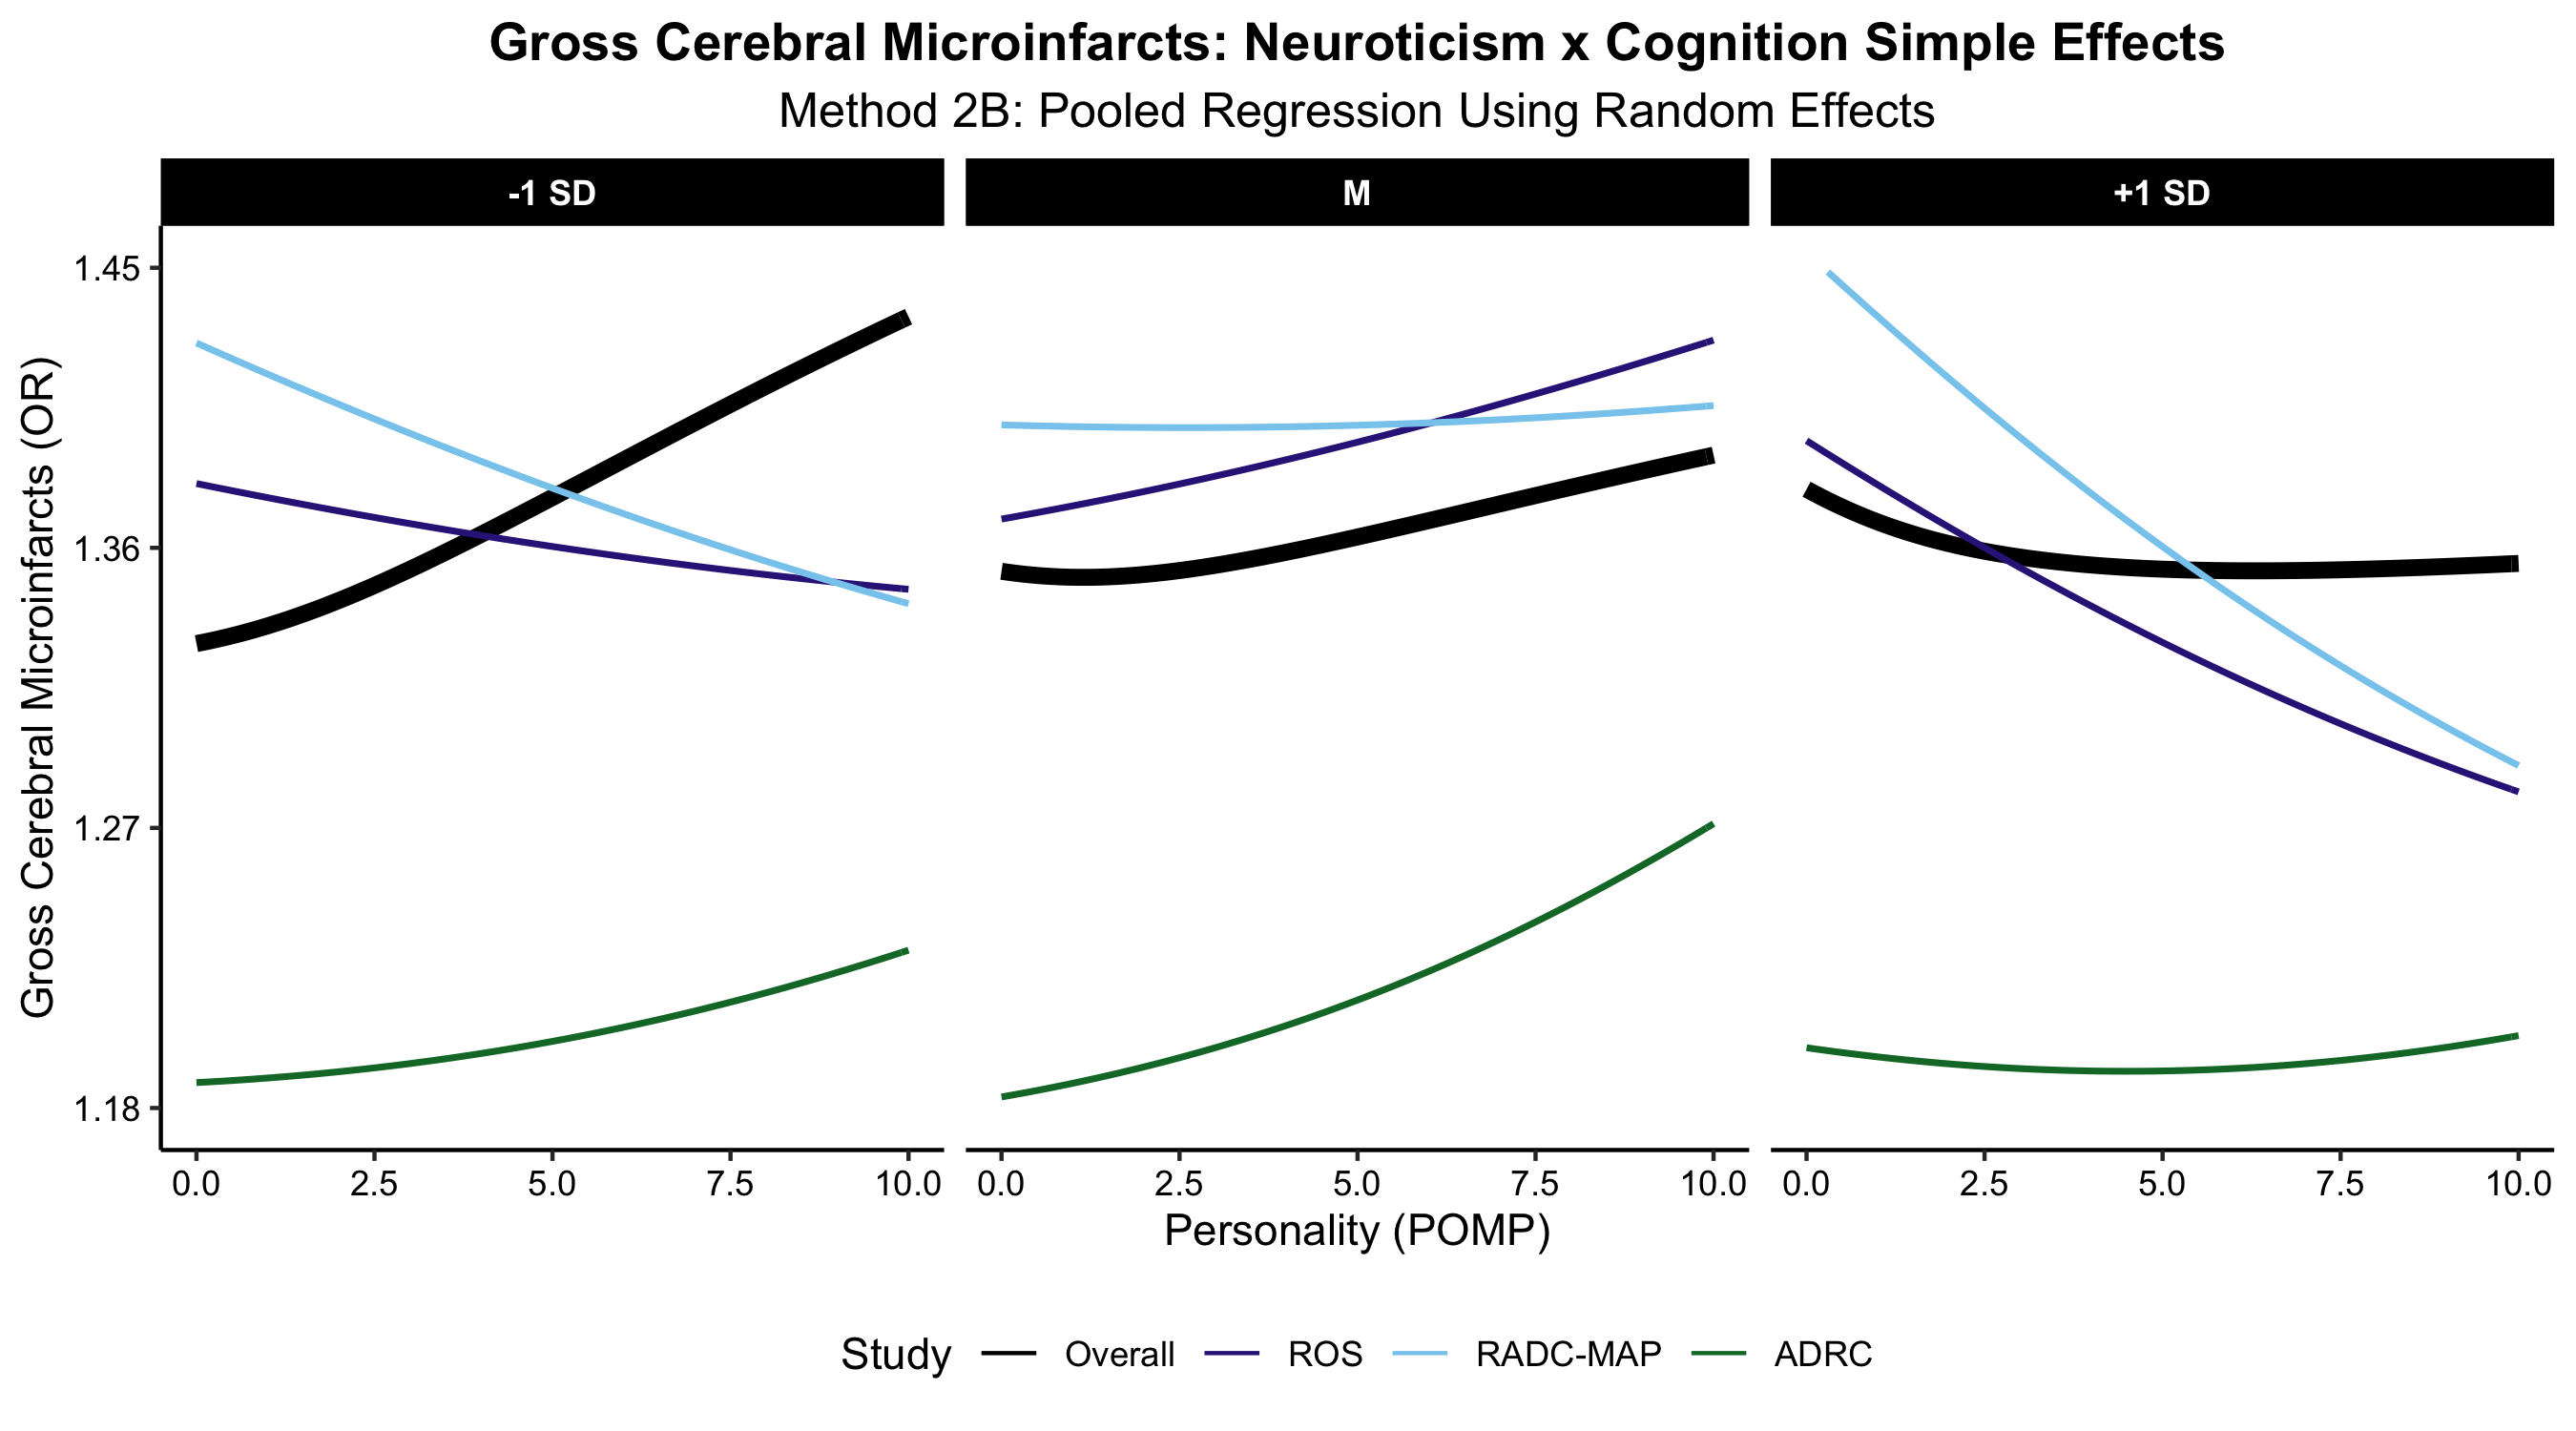 Gross Cerebral Microinfarcts: Neuroticism x Cognition Simple Effects
Method 2B: Pooled Regression Using Random Effects
-1 SD
M
+1 SD
Gross Cerebral Microinfarcts (OR)
1.45
1.36
1.27
1.18
0.0 2.5 5.0 7.5 10.0
0.0 2.5 5.0 7.5 10.0
0.0 2.5 5.0 7.5 10.0
Personality (POMP)
Study Overall ROS RADC-MAP ADRC